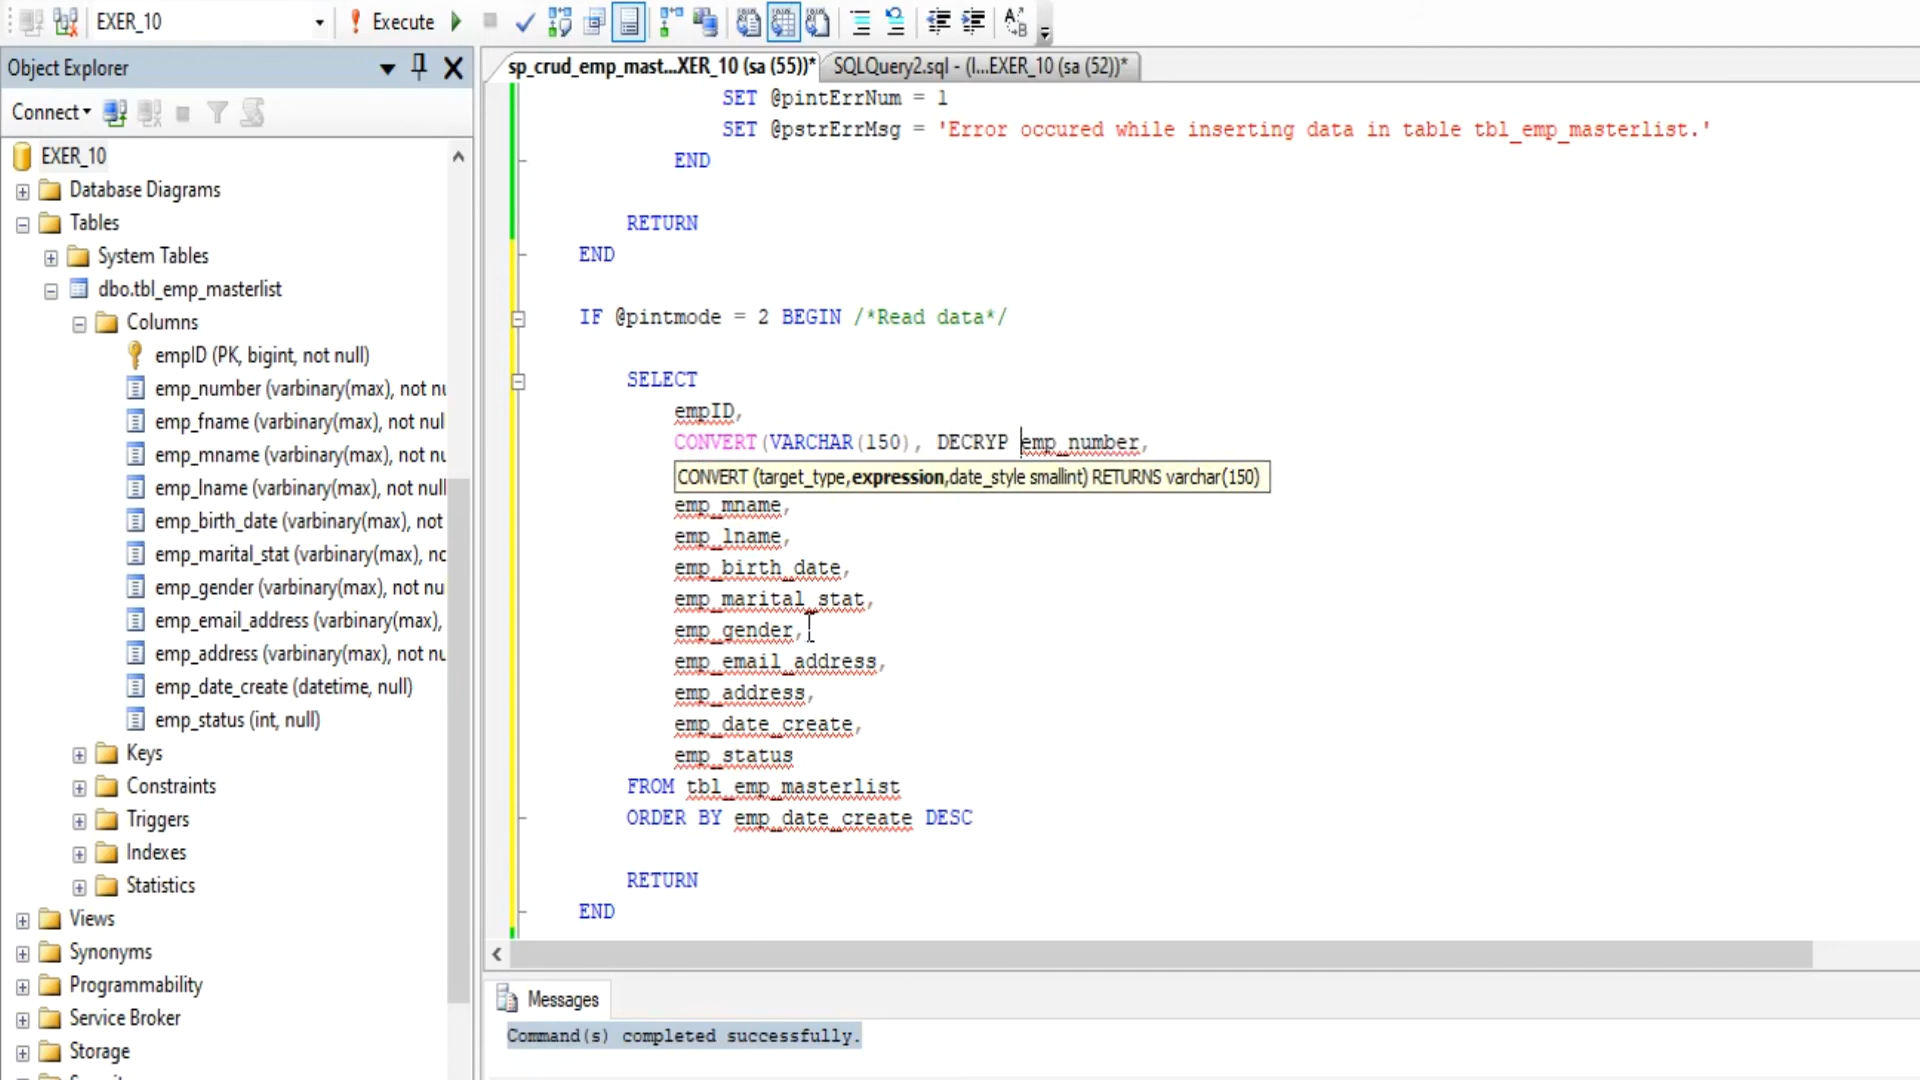 EXER_10
Execute
Object Explorer
sp_crud_emp_mast...XER_10 (sa (55))*
SQLQuery2.sql - (l...EXER_10 (sa (52))*
Connect
EXER_10
Database Diagrams
Tables
System Tables
dbo.tbl_emp_masterlist
Columns
empID (PK, bigint, not null)
emp_number (varbinary(max), not nu
emp_fname (varbinary(max), not null
emp_mname (varbinary(max), not nu
emp_lname (varbinary(max), not null
emp_birth_date (varbinary(max), not
emp_marital_stat (varbinary(max), nc
emp_gender (varbinary(max), not nu
emp_email_address (varbinary(max),
emp_address (varbinary(max), not nu
emp_date_create (datetime, null)
emp_status (int, null)
Keys
Constraints
Triggers
Indexes
Statistics
Views
Synonyms
Programmability
Service Broker
Storage
SET @pintErrNum = 1
SET @pstrErrMsg = 'Error occured while inserting data in table tbl_emp_masterlist.'
END
RETURN
END
IF @pintmode = 2 BEGIN /*Read data*/
SELECT
empID,
CONVERT(VARCHAR(150), DECRYP emp_number,
CONVERT (target_type,expression,date_style smallint) RETURNS varchar(150)
emp_mname,
emp_lname,
emp_birth_date,
emp_marital_stat,
emp_gender,
emp_email_address,
emp_address,
emp_date_create,
emp_status
FROM tbl_emp_masterlist
ORDER BY emp_date_create DESC
RETURN
END
Messages
Command(s) completed successfully.